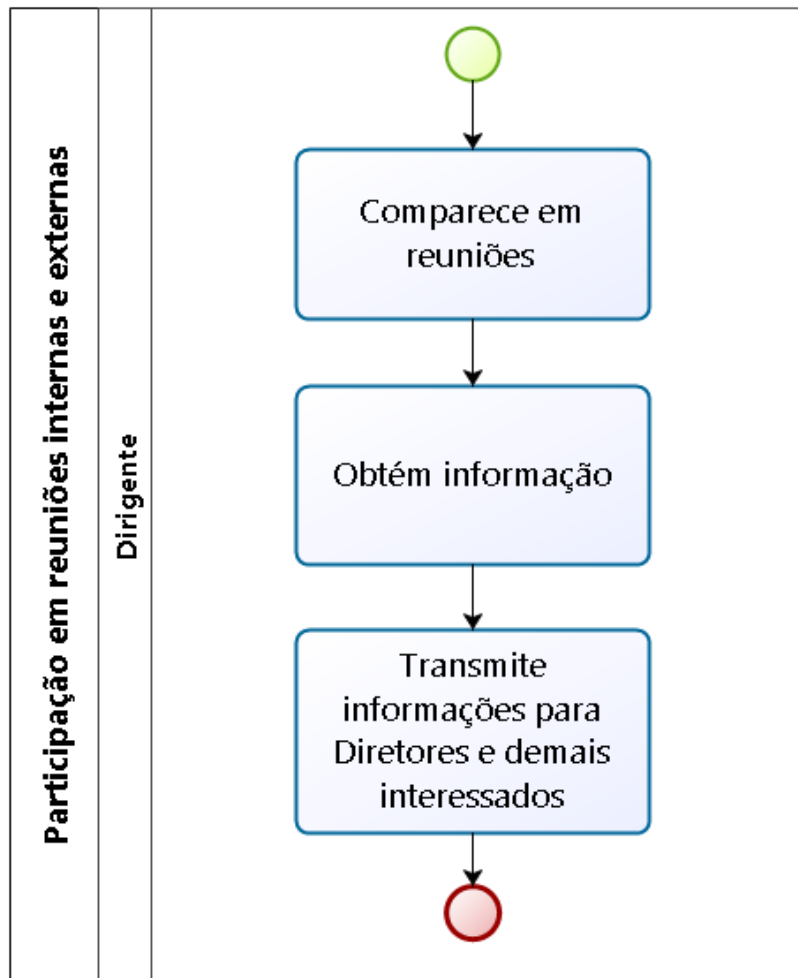 Participação em reuniões internas e externas
Dirigente
Comparece em
reuniões
Obtém informação
Transmite
informações para
Diretores e demais
interessados